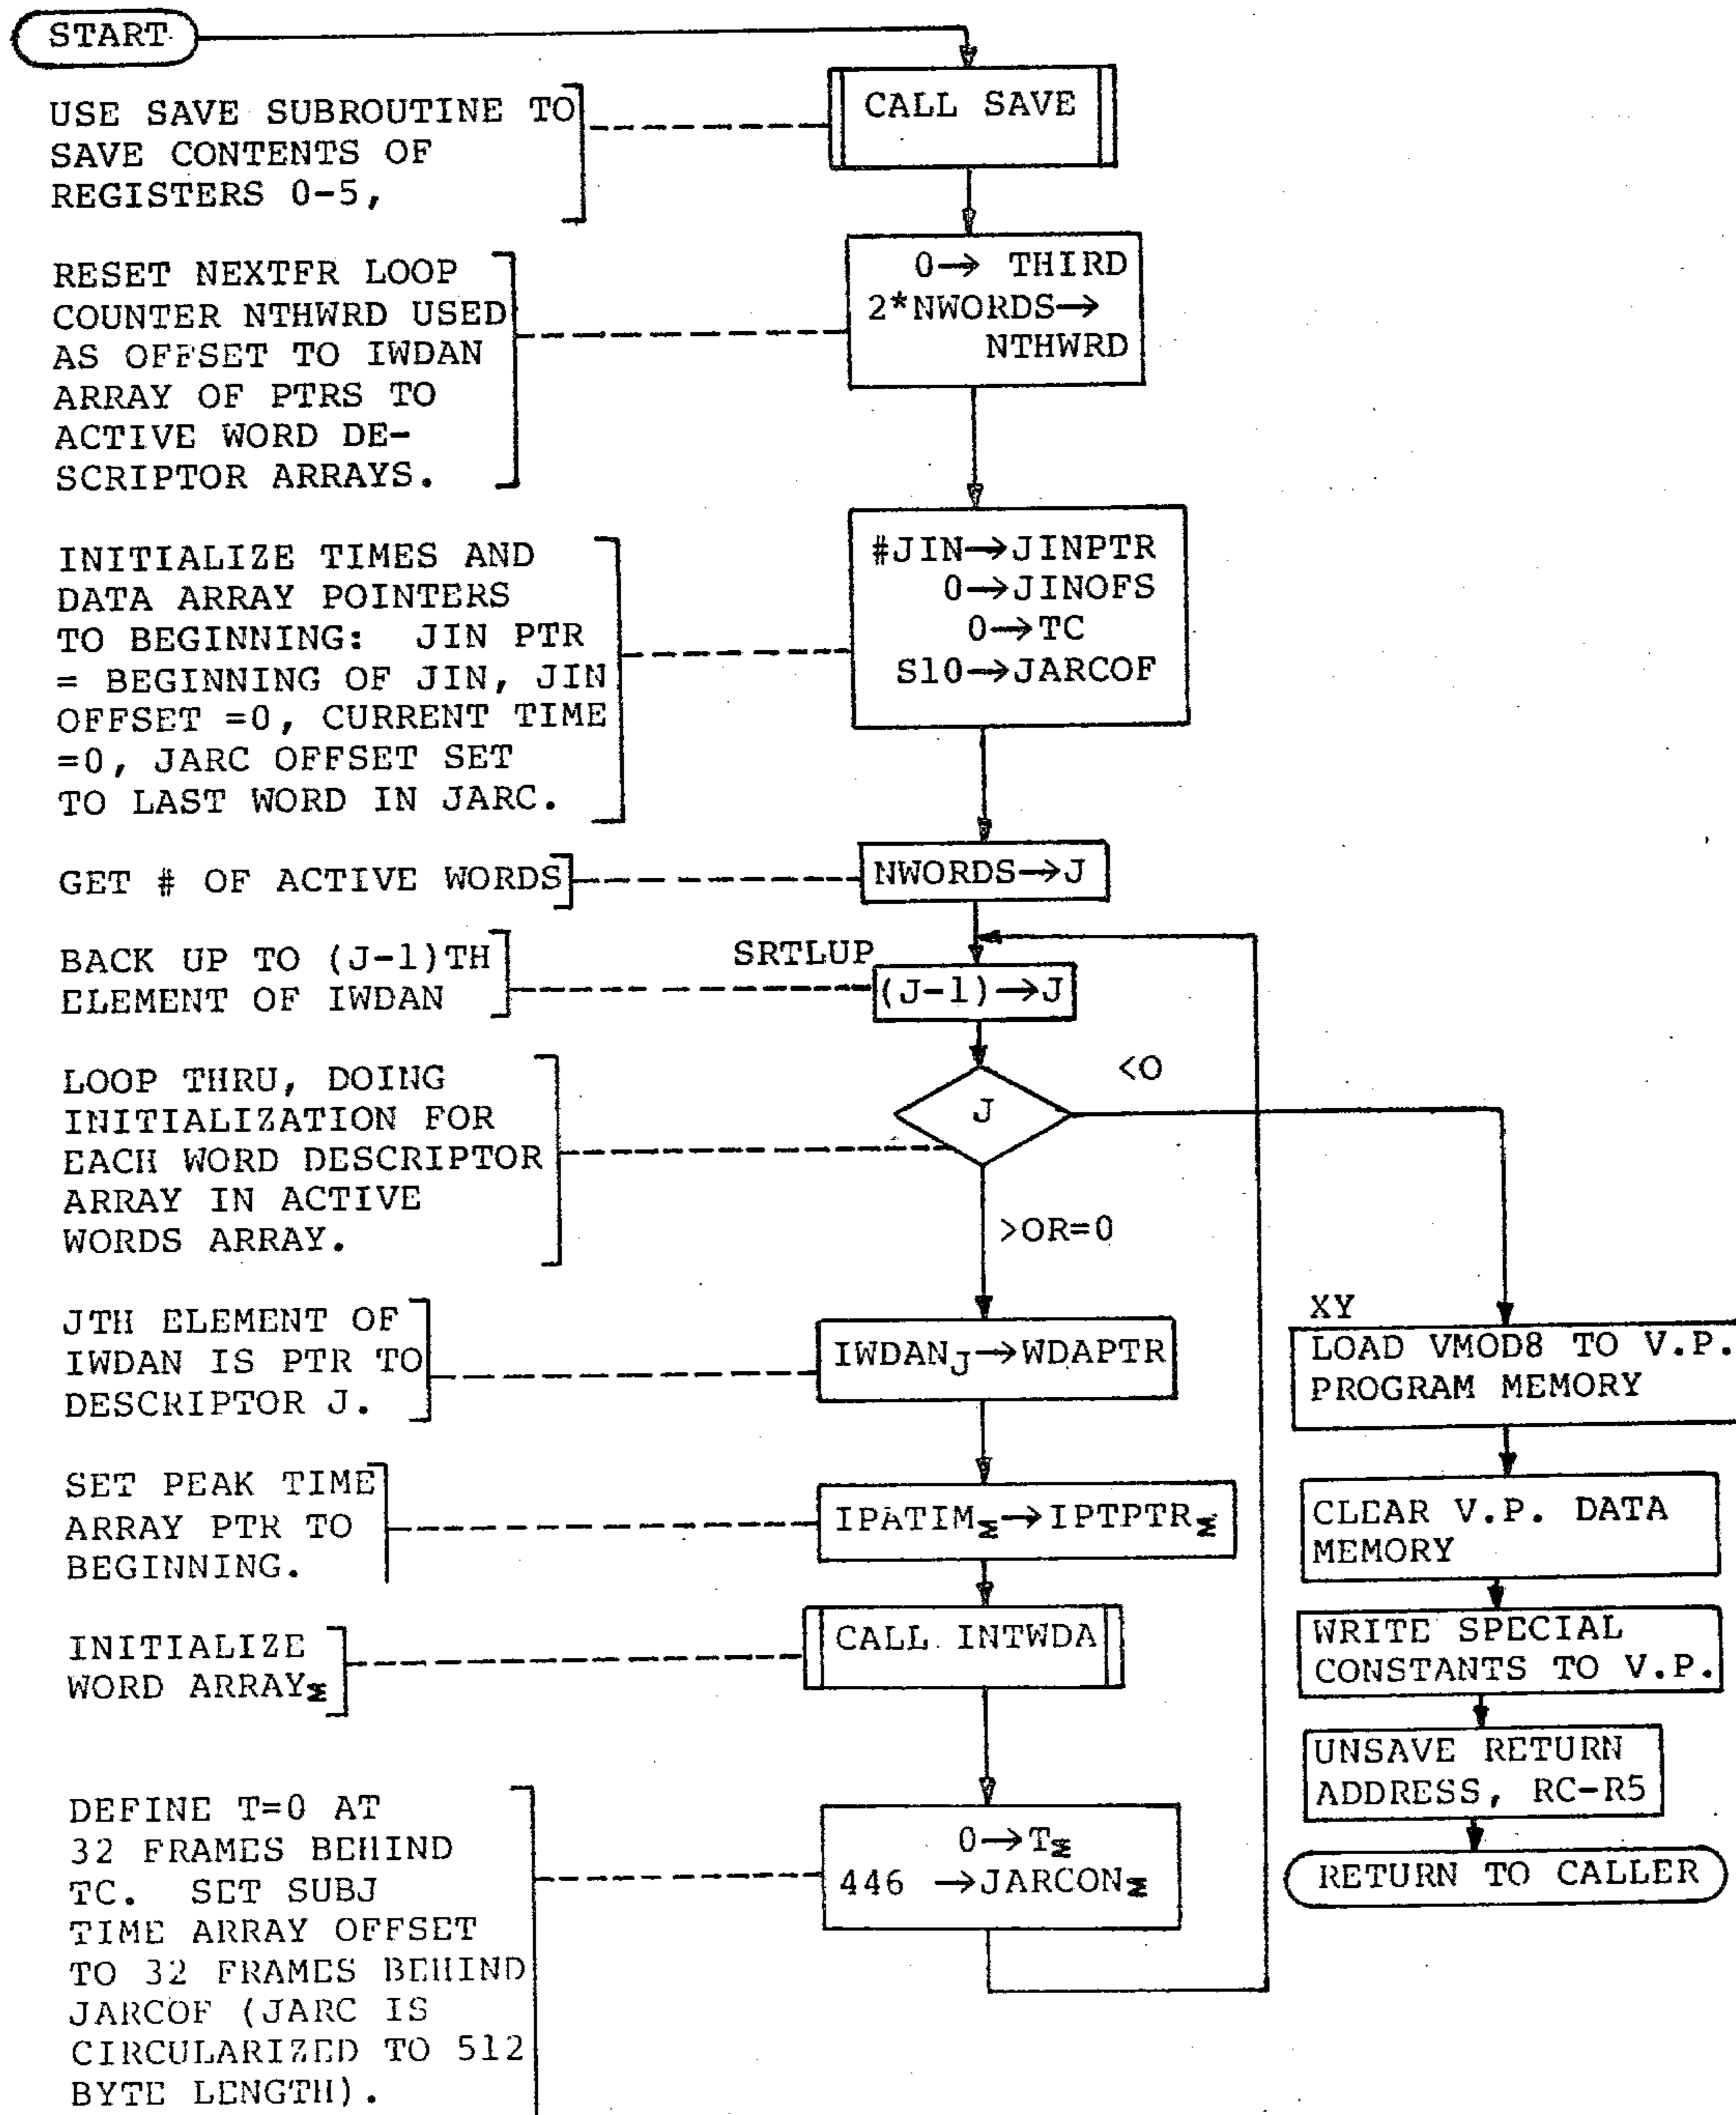 START
CALL SAVE
USE SAVE SUBROUTINE TO
SAVE CONTENTS OF
REGISTERS 0-5,
0→ THIRD
2*NWORDS→
NTHWRD
RESET NEXTFR LOOP
COUNTER NTHWRD USED
AS OFFSET TO IWDAN
ARRAY OF PTRS TO
ACTIVE WORD DE-
SCRIPTOR ARRAYS.
#JIN→JINPTR
0→JINOFS
0→TC
S10→JARCOF
INITIALIZE TIMES AND
DATA ARRAY POINTERS
TO BEGINNING: JIN PTR
= BEGINNING OF JIN, JIN
OFFSET =0, CURRENT TIME
=0, JARC OFFSET SET
TO LAST WORD IN JARC.
GET # OF ACTIVE WORDS
NWORDS→J
BACK UP TO (J-1)TH
ELEMENT OF IWDAN
SRTLUP
(J-1)→J
LOOP THRU, DOING
INITIALIZATION FOR
EACH WORD DESCRIPTOR
ARRAY IN ACTIVE
WORDS ARRAY.
J
<0
>OR=0
JTH ELEMENT OF
IWDAN IS PTR TO
DESCRIPTOR J.
IWDANJ→WDAPTR
SET PEAK TIME
ARRAY PTR TO
BEGINNING.
IPATIMΣ→IPTPTRΣ
INITIALIZE
WORD ARRAYΣ
CALL INTWDA
DEFINE T=0 AT
32 FRAMES BEHIND
TC. SET SUBJ
TIME ARRAY OFFSET
TO 32 FRAMES BEHIND
JARCOF (JARC IS
CIRCULARIZED TO 512
BYTE LENGTH).
0→TΣ
446 →JARCONΣ
XY
LOAD VMOD8 TO V.P.
PROGRAM MEMORY
CLEAR V.P. DATA
MEMORY
WRITE SPECIAL
CONSTANTS TO V.P.
UNSAVE RETURN
ADDRESS, RC-R5
RETURN TO CALLER